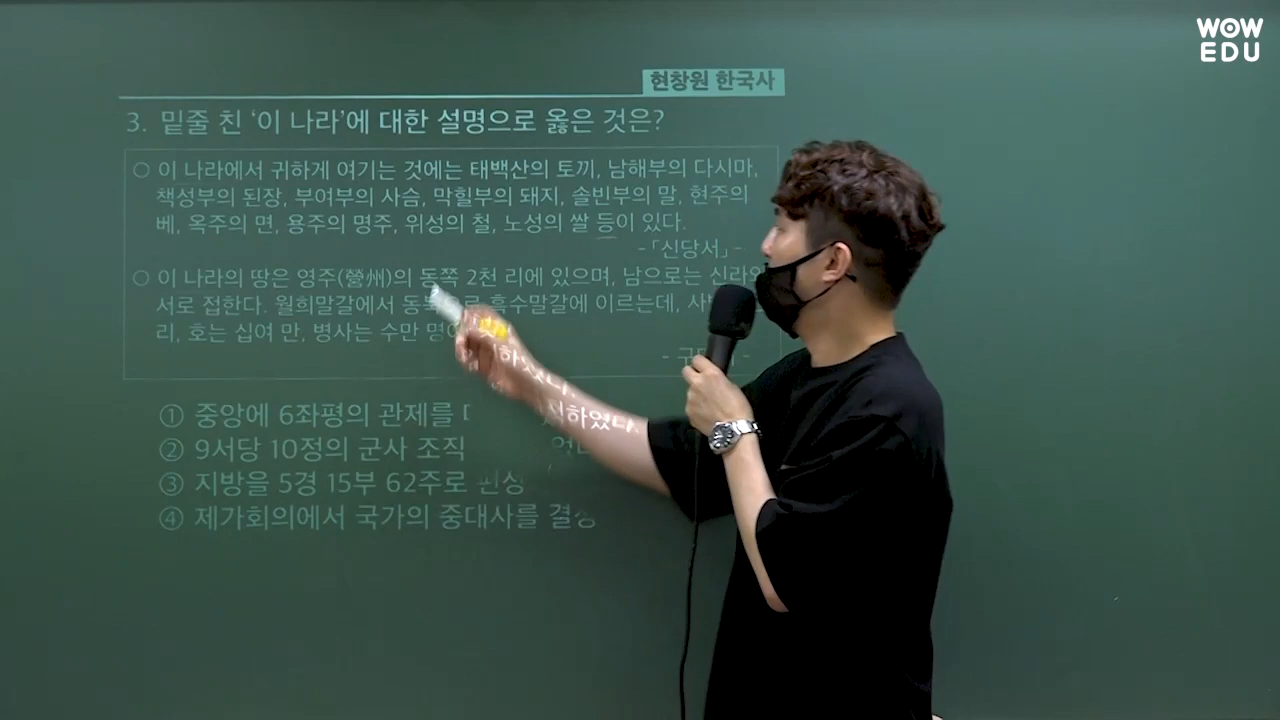 WOW
EDU
현창원 한국사
3. 밑줄 친 ‘이 나라’에 대한 설명으로 옳은 것은?
○ 이 나라에서 귀하게 여기는 것에는 태백산의 토끼, 남해부의 다시마,
책성부의 된장, 부여부의 사슴, 막힐부의 돼지, 솔빈부의 말, 현주의
베, 옥주의 면, 용주의 명주, 위성의 철, 노성의 쌀 등이 있다.
-「신당서」-
○ 이 나라의 땅은 영주(營州)의 동쪽 2천 리에 있으며, 남으로는 신라와
서로 접한다. 월희말갈에서 흑수말갈에 이르는데,
리, 호는 십여 만, 병사는 수만
① 중앙에 6좌평의 관제를
② 9서당 10정의 군사 조직
③ 지방을 5경 15부 62주로
④ 제가회의에서 국가의 중대사를